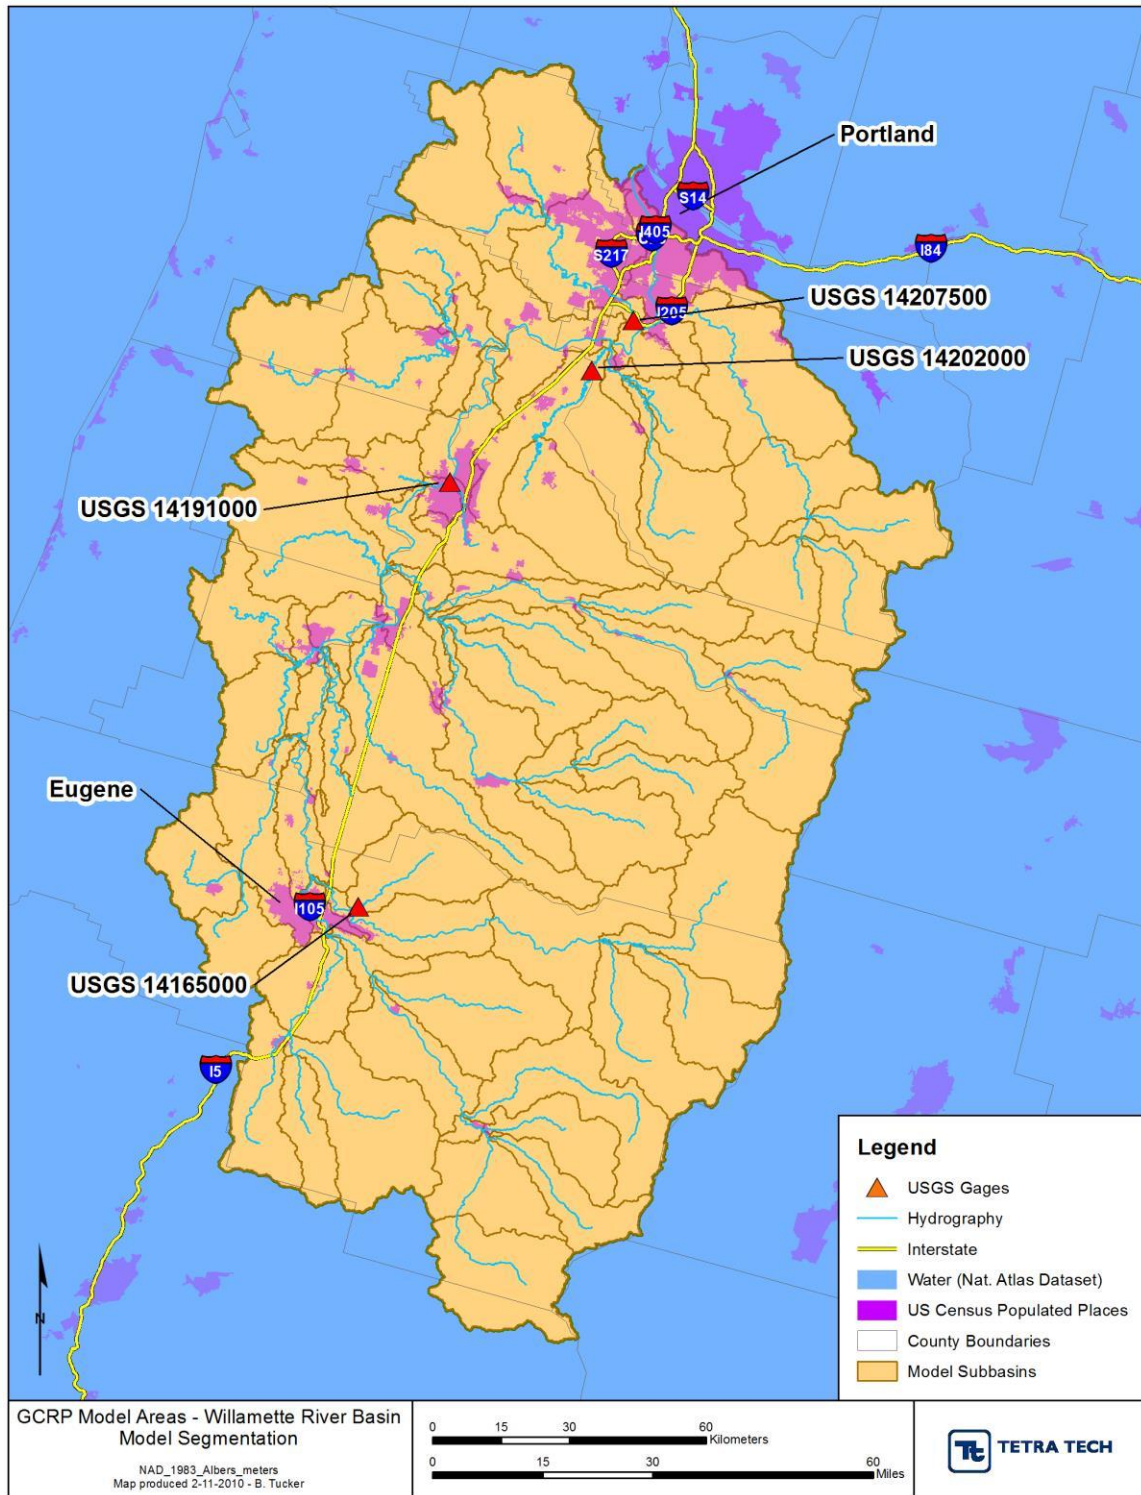 Portland
S14
I405
S217
I84
I205
USGS 14207500
USGS 14202000
USGS 14191000
Eugene
I105
USGS 14165000
I5
N
Legend
USGS Gages
Hydrography
Interstate
Water (Nat. Atlas Dataset)
US Census Populated Places
County Boundaries
Model Subbasins
GCRP Model Areas - Willamette River Basin
Model Segmentation
NAD_1983_Albers_meters
Map produced 2-11-2010 - B. Tucker
0 15 30 60
Kilometers
0 15 30 60
Miles
Tt TETRA TECH